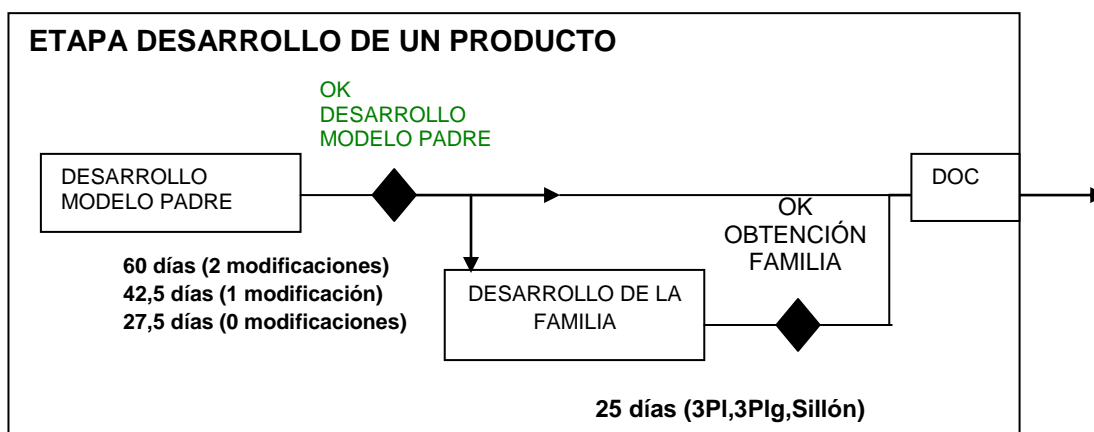 ETAPA DESARROLLO DE UN PRODUCTO
OK
DESARROLLO
MODELO PADRE
DESARROLLO
MODELO PADRE
DOC
OK
OBTENCIÓN
FAMILIA
60 días (2 modificaciones)
42,5 días (1 modificación)
27,5 días (0 modificaciones)
DESARROLLO DE LA
FAMILIA
25 días (3Pl,3Plg,Sillón)